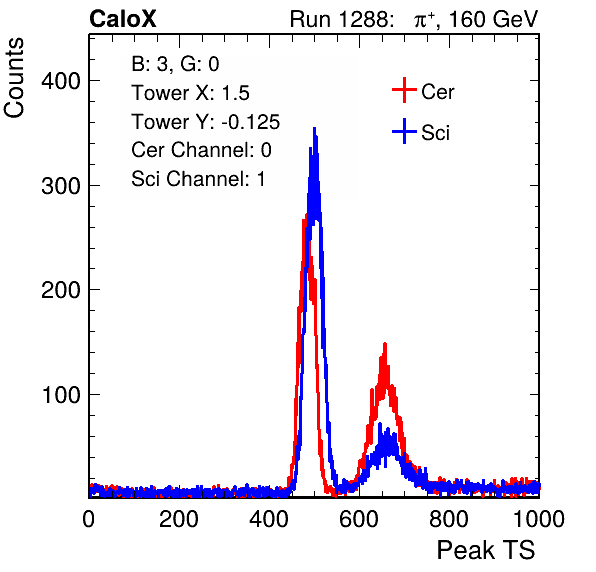 CaloX Run 1288: π⁺, 160 GeV
Counts
B: 3, G: 0
Tower X: 1.5
Tower Y: -0.125
Cer Channel: 0
Sci Channel: 1
Cer
Sci
400
300
200
100
0 200 400 600 800 1000
Peak TS